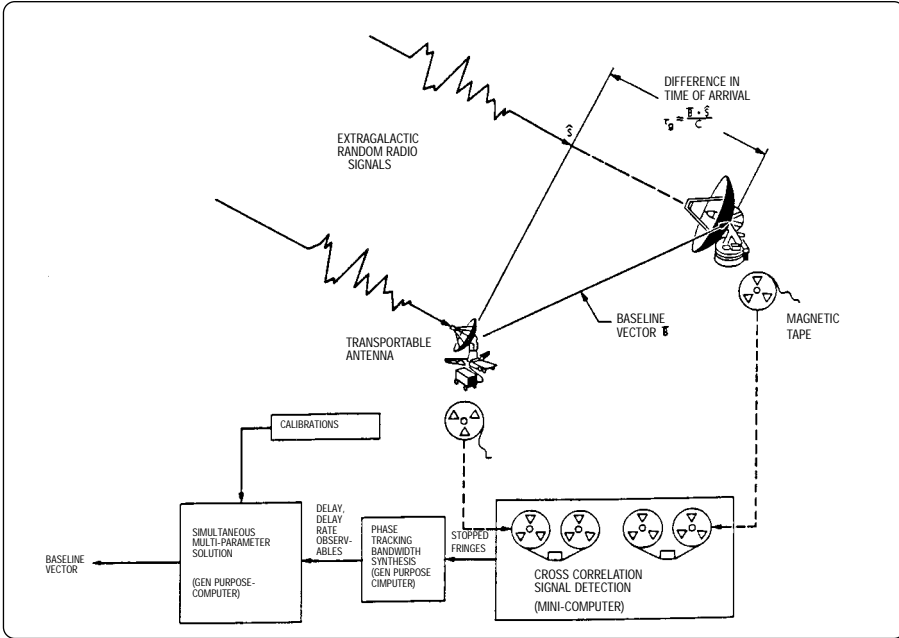 DIFFERENCE IN
TIME OF ARRIVAL
τg ≈ B̄ • Ŝ / C
EXTRAGALACTIC
RANDOM RADIO
SIGNALS
Ŝ
BASELINE
VECTOR B̄
MAGNETIC
TAPE
TRANSPORTABLE
ANTENNA
CALIBRATIONS
SIMULTANEOUS
MULTI-PARAMETER
SOLUTION
(GEN PURPOSE-
COMPUTER)
BASELINE
VECTOR
DELAY,
DELAY
RATE
OBSERV-
ABLES
PHASE
TRACKING
BANDWIDTH
SYNTHESIS
(GEN PURPOSE
CIMPUTER)
STOPPED
FRINGES
CROSS CORRELATION
SIGNAL DETECTION
(MINI-COMPUTER)